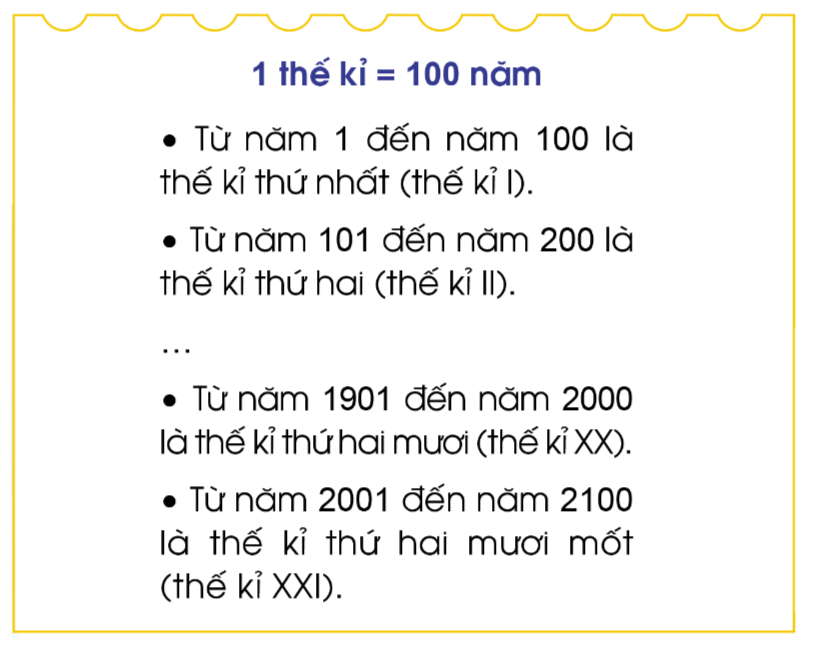 1 thế kỉ = 100 năm
• Từ năm 1 đến năm 100 là
thế kỉ thứ nhất (thế kỉ I).
• Từ năm 101 đến năm 200 là
thế kỉ thứ hai (thế kỉ II).
...
• Từ năm 1901 đến năm 2000
là thế kỉ thứ hai mươi (thế kỉ XX).
• Từ năm 2001 đến năm 2100
là thế kỉ thứ hai mươi mốt
(thế kỉ XXI).